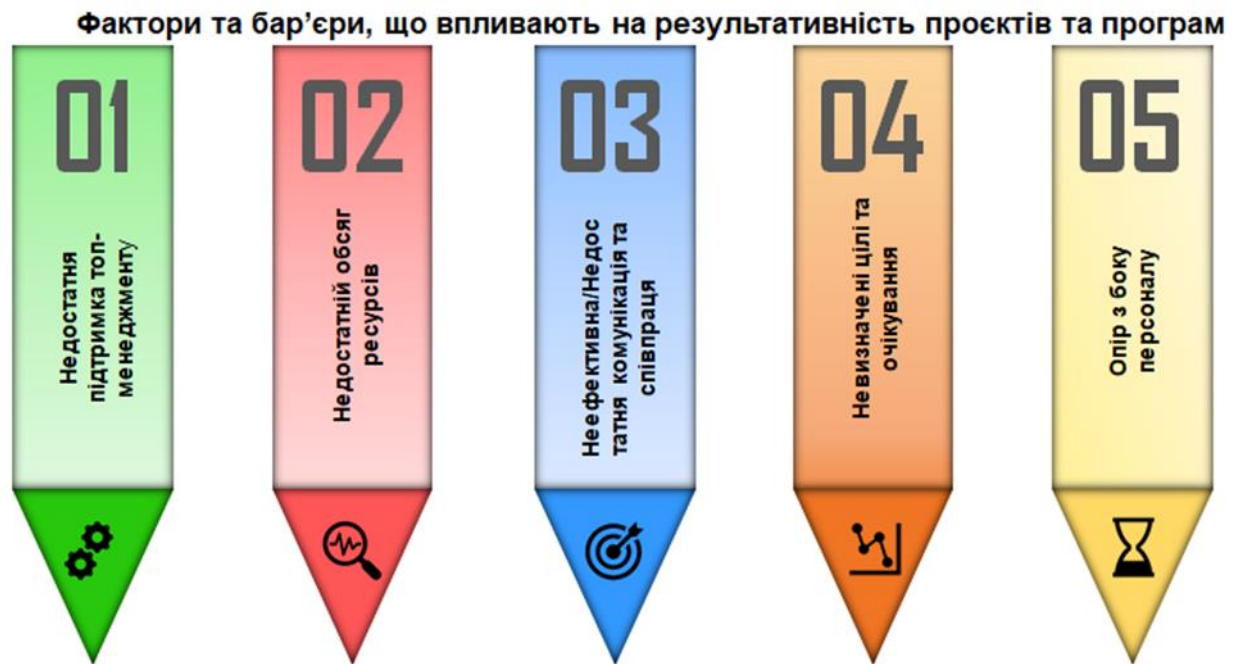 Фактори та бар’єри, що впливають на результативність проєктів та програм
01
Недостатня
підтримка топ-
менеджменту
02
Недостатній обсяг
ресурсів
03
Неефективна/Недос
татня комунікація та
співпраця
04
Невизначені цілі та
очікування
05
Опір з боку
персоналу